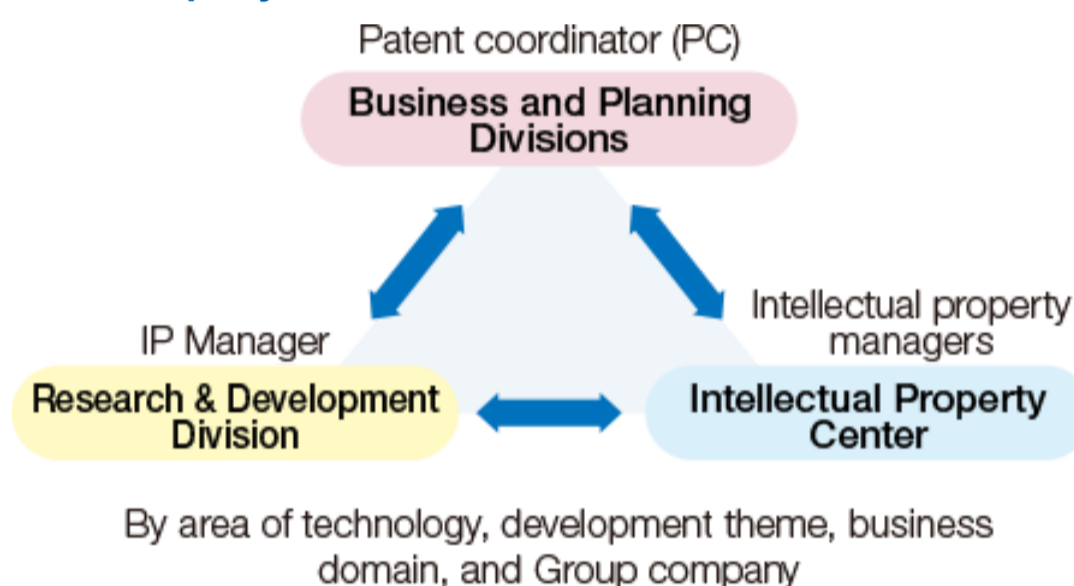 Patent coordinator (PC)
Business and Planning
Divisions
Intellectual property
managers
IP Manager
Research & Development
Division
Intellectual Property
Center
By area of technology, development theme, business
domain, and Group company